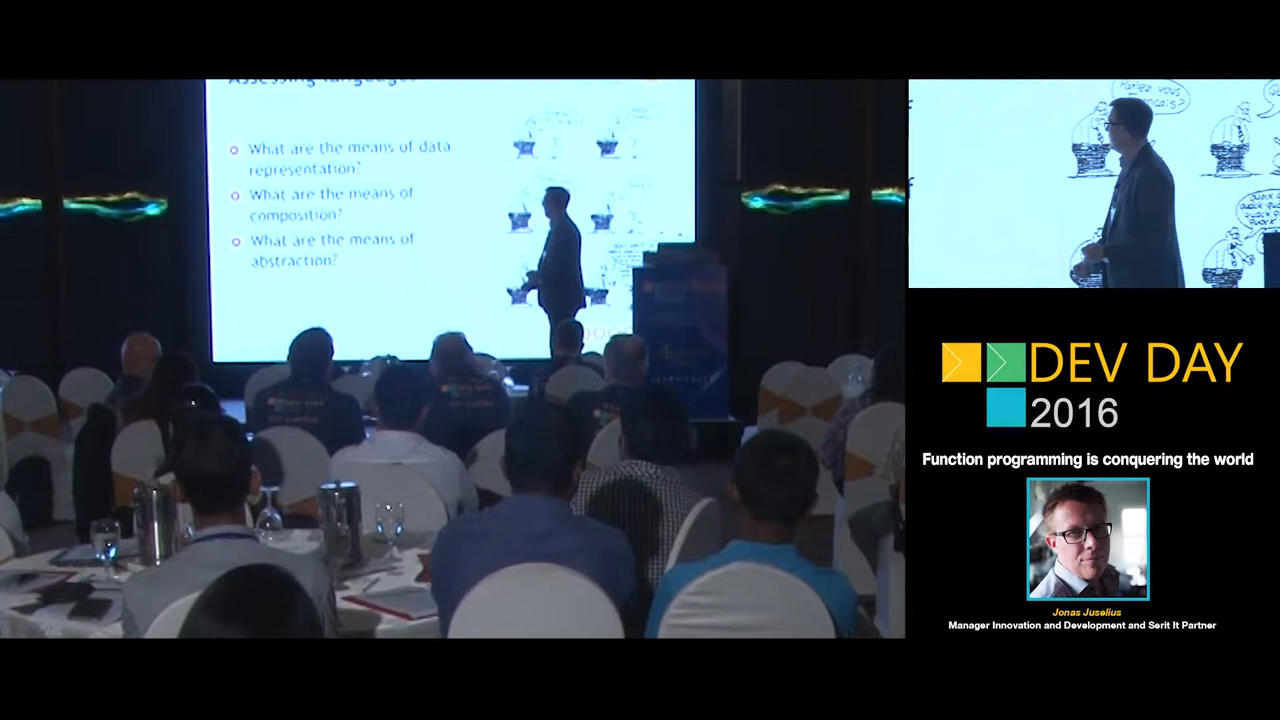 Assessing languages
What are the means of data
representation?
What are the means of
composition?
What are the means of
abstraction?
Parlez vous
Français?
DEV DAY
2016
Function programming is conquering the world
Jonas Juselius
Manager Innovation and Development and Serit It Partner